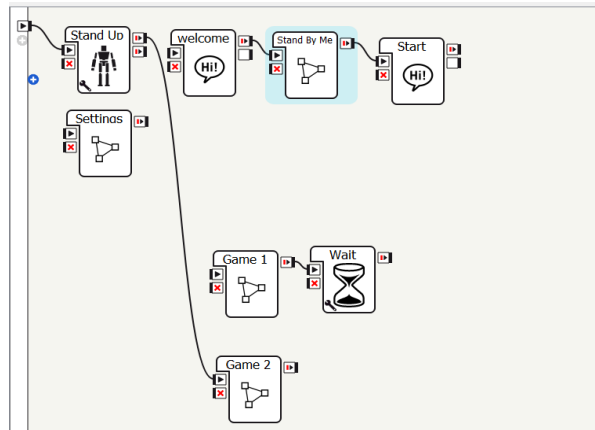 Stand Up
welcome
Hi!
Stand By Me
Start
Hi!
Settings
Game 1
Wait
Game 2